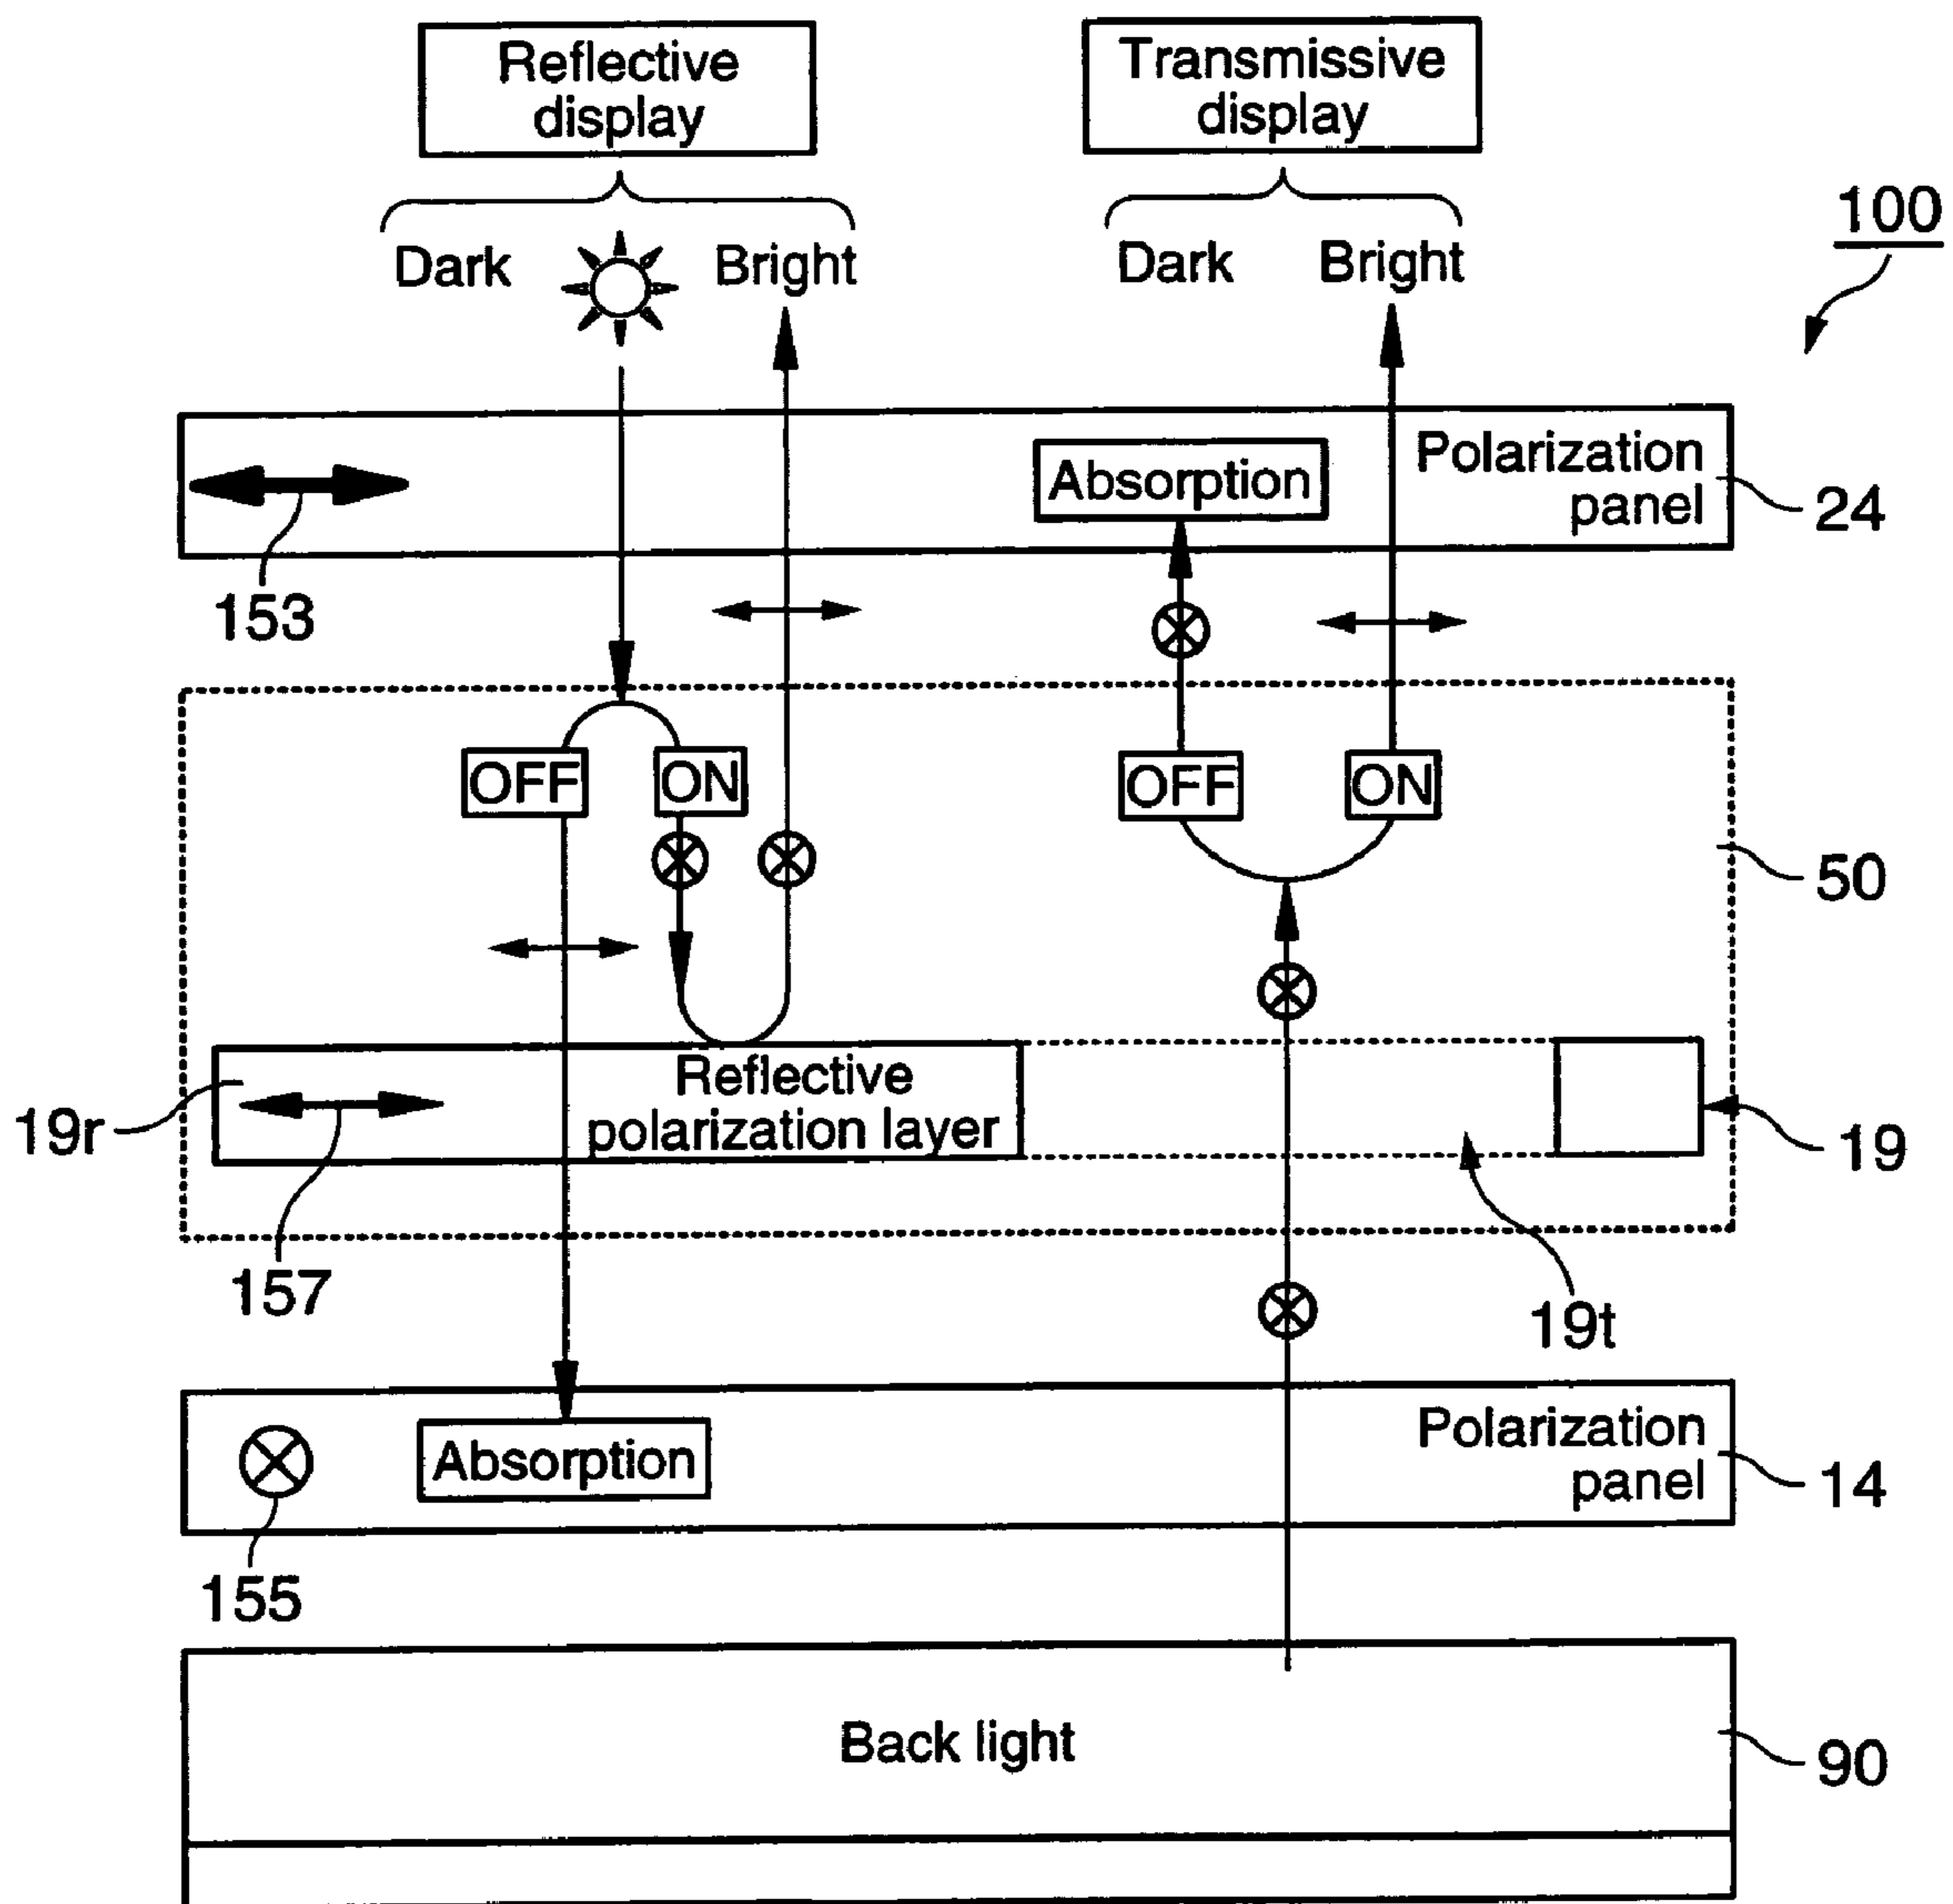 Reflective
display
Transmissive
display
100
Dark
Bright
Dark
Bright
Absorption
Polarization
panel
24
153
OFF
ON
OFF
ON
50
Reflective
polarization layer
19r
19
157
19t
Absorption
Polarization
panel
14
155
Back light
90